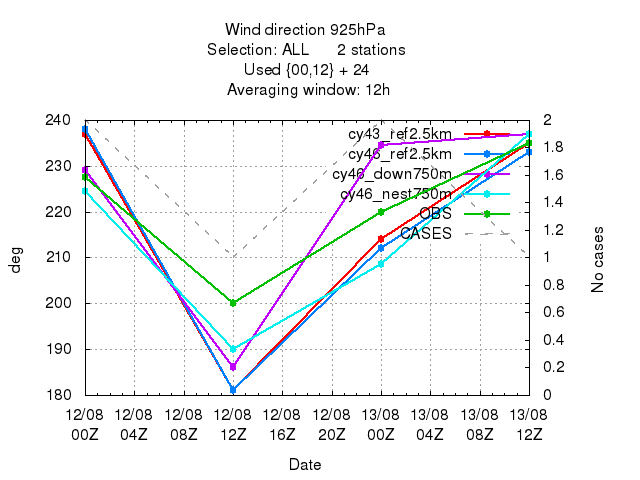 Wind direction 925hPa
Selection: ALL 2 stations
Used {00,12} + 24
Averaging window: 12h
240
230
220
210
200
190
180
deg
2
1.8
1.6
1.4
1.2
1
0.8
0.6
0.4
0.2
0
No cases
cy43_ref2.5km
cy46_ref2.5km
cy46_down750m
cy46_nest750m
OBS
CASES
12/08 12/08 12/08 12/08 12/08 12/08 13/08 13/08 13/08 13/08
00Z 04Z 08Z 12Z 16Z 20Z 00Z 04Z 08Z 12Z
Date